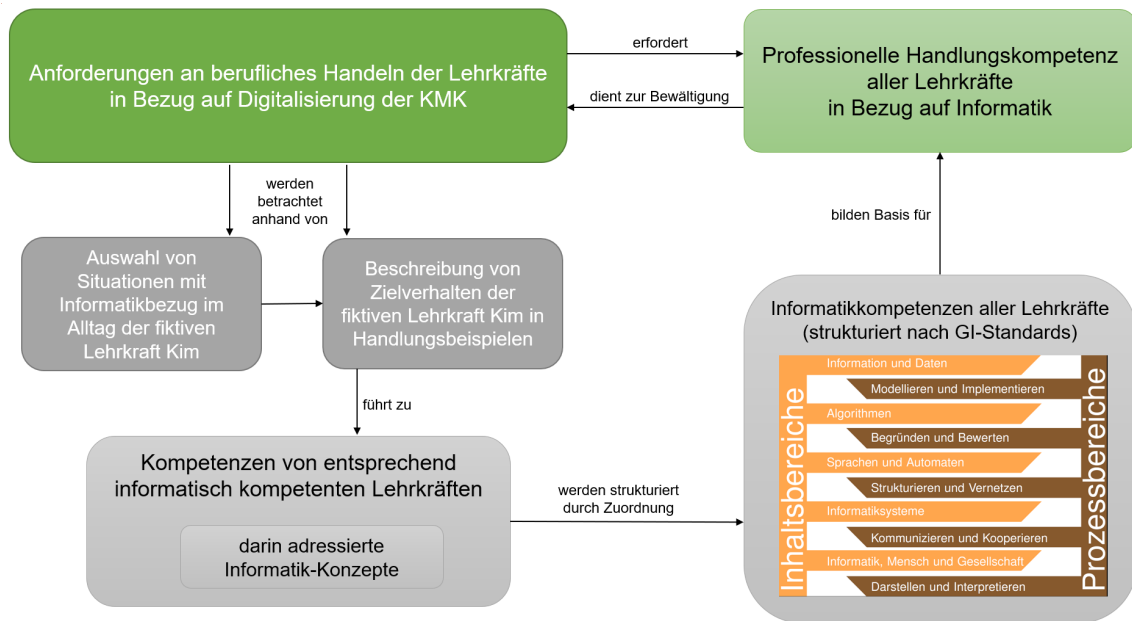 Anforderungen an berufliches Handeln der Lehrkräfte
in Bezug auf Digitalisierung der KMK
erfordert
dient zur Bewältigung
Professionelle Handlungskompetenz
aller Lehrkräfte
in Bezug auf Informatik
werden
betrachtet
anhand von
bilden Basis für
Auswahl von
Situationen mit
Informatikbezug im
Alltag der fiktiven
Lehrkraft Kim
Beschreibung von
Zielverhalten der
fiktiven Lehrkraft Kim in
Handlungsbeispielen
führt zu
Kompetenzen von entsprechend
informatisch kompetenten Lehrkräften
darin adressierte
Informatik-Konzepte
werden strukturiert
durch Zuordnung
Informatikkompetenzen aller Lehrkräfte
(strukturiert nach GI-Standards)
Inhaltsbereiche
Information und Daten
Modellieren und Implementieren
Algorithmen
Begründen und Bewerten
Sprachen und Automaten
Strukturieren und Vernetzen
Informatiksysteme
Kommunizieren und Kooperieren
Informatik, Mensch und Gesellschaft
Darstellen und Interpretieren
Prozessbereiche